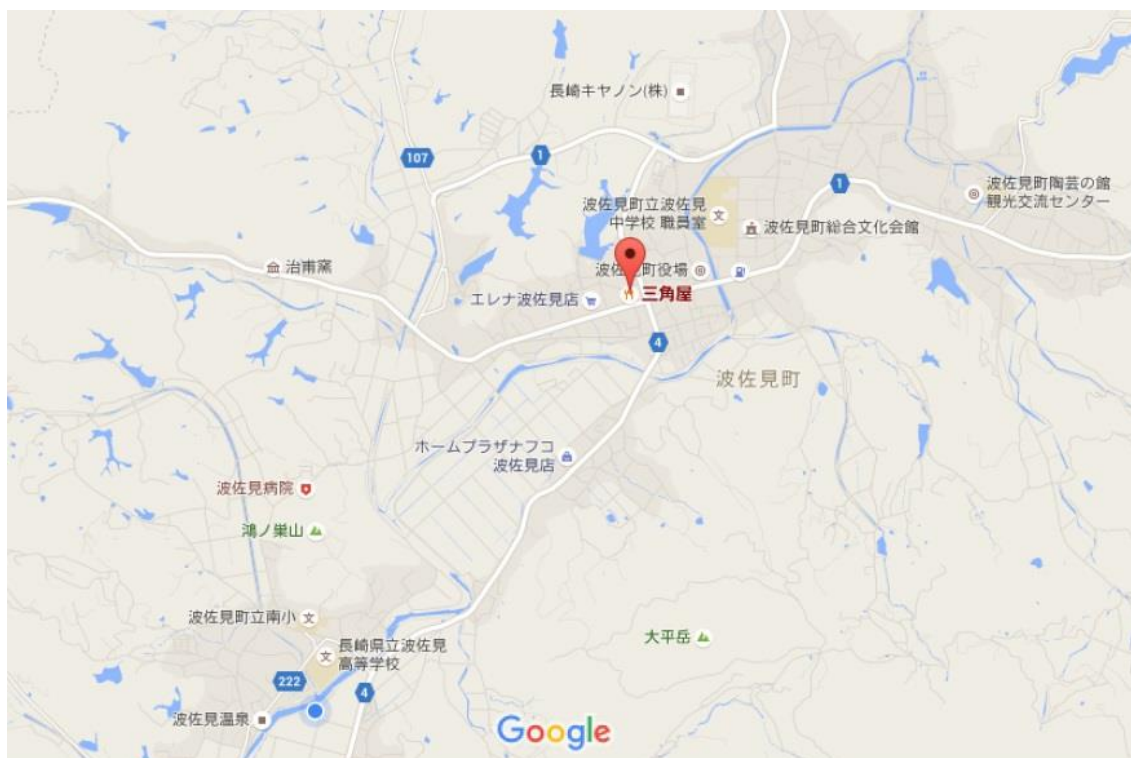 長崎キヤノン(株)
107
1
1
波佐見町陶芸の館
観光交流センター
波佐見町立波佐見
中学校 職員室
波佐見町総合文化会館
治甫窯
波佐見町役場
エレナ波佐見店
三角屋
4
波佐見町
ホームプラザナフコ
波佐見店
波佐見病院
鴻ノ巣山
波佐見町立南小
大平岳
長崎県立波佐見
高等学校
222
4
波佐見温泉
Google